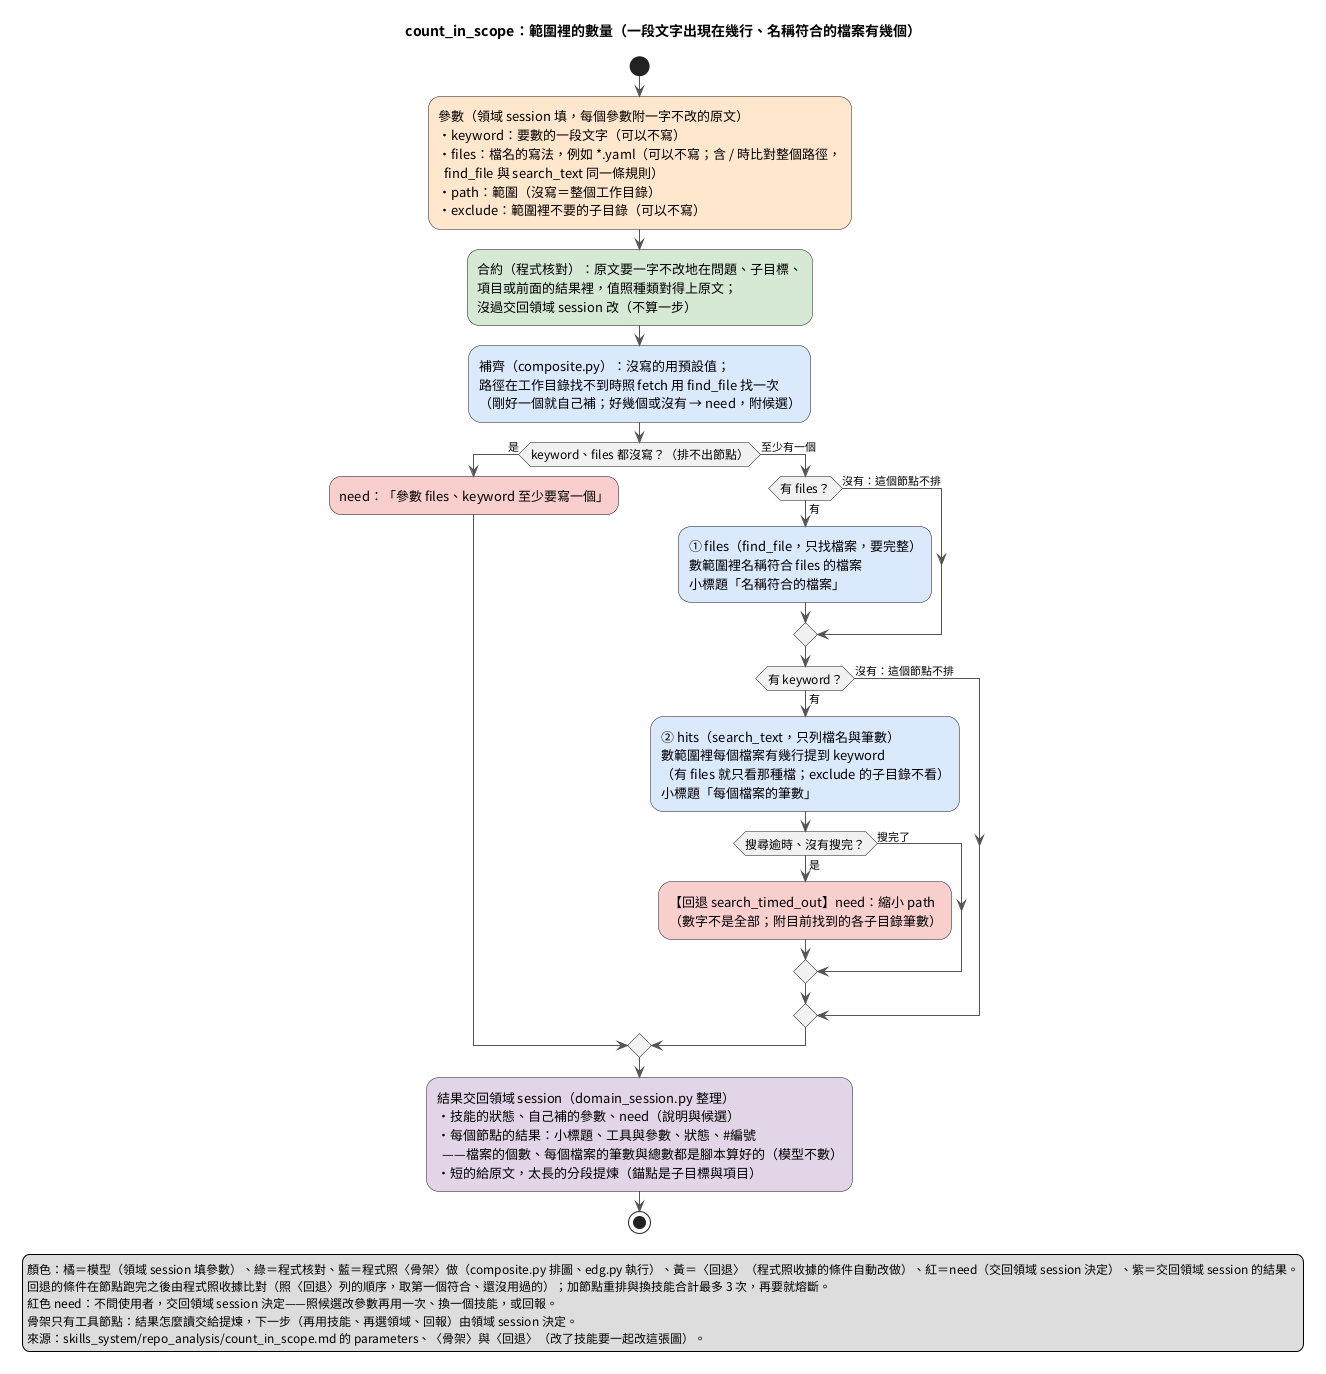 count_in_scope：範圍裡的數量（一段文字出現在幾行、名稱符合的檔案有幾個）
參數（領域 session 填，每個參數附一字不改的原文）
・keyword：要數的一段文字（可以不寫）
・files：檔名的寫法，例如 *.yaml（可以不寫；含 / 時比對整個路徑，
find_file 與 search_text 同一條規則）
・path：範圍（沒寫＝整個工作目錄）
・exclude：範圍裡不要的子目錄（可以不寫）
合約（程式核對）：原文要一字不改地在問題、子目標、
項目或前面的結果裡，值照種類對得上原文；
沒過交回領域 session 改（不算一步）
補齊（composite.py）：沒寫的用預設值；
路徑在工作目錄找不到時照 fetch 用 find_file 找一次
（剛好一個就自己補；好幾個或沒有 → need，附候選）
是
keyword、files 都沒寫？（排不出節點）
至少有一個
need：「參數 files、keyword 至少要寫一個」
有 files？
沒有：這個節點不排
有
① files（find_file，只找檔案，要完整）
數範圍裡名稱符合 files 的檔案
小標題「名稱符合的檔案」
有 keyword？
沒有：這個節點不排
有
② hits（search_text，只列檔名與筆數）
數範圍裡每個檔案有幾行提到 keyword
（有 files 就只看那種檔；exclude 的子目錄不看）
小標題「每個檔案的筆數」
搜尋逾時、沒有搜完？
搜完了
是
【回退 search_timed_out】need：縮小 path
（數字不是全部；附目前找到的各子目錄筆數）
結果交回領域 session（domain_session.py 整理）
・技能的狀態、自己補的參數、need（說明與候選）
・每個節點的結果：小標題、工具與參數、狀態、#編號
——檔案的個數、每個檔案的筆數與總數都是腳本算好的（模型不數）
・短的給原文，太長的分段提煉（錨點是子目標與項目）
顏色：橘＝模型（領域 session 填參數）、綠＝程式核對、藍＝程式照〈骨架〉做（composite.py 排圖、edg.py 執行）、黃＝〈回退〉（程式照收據的條件自動改做）、紅＝need（交回領域 session 決定）、紫＝交回領域 session 的結果。
回退的條件在節點跑完之後由程式照收據比對（照〈回退〉列的順序，取第一個符合、還沒用過的）；加節點重排與換技能合計最多 3 次，再要就熔斷。
紅色 need：不問使用者，交回領域 session 決定——照候選改參數再用一次、換一個技能，或回報。
骨架只有工具節點：結果怎麼讀交給提煉，下一步（再用技能、再選領域、回報）由領域 session 決定。
來源：skills_system/repo_analysis/count_in_scope.md 的 parameters、〈骨架〉與〈回退〉（改了技能要一起改這張圖）。